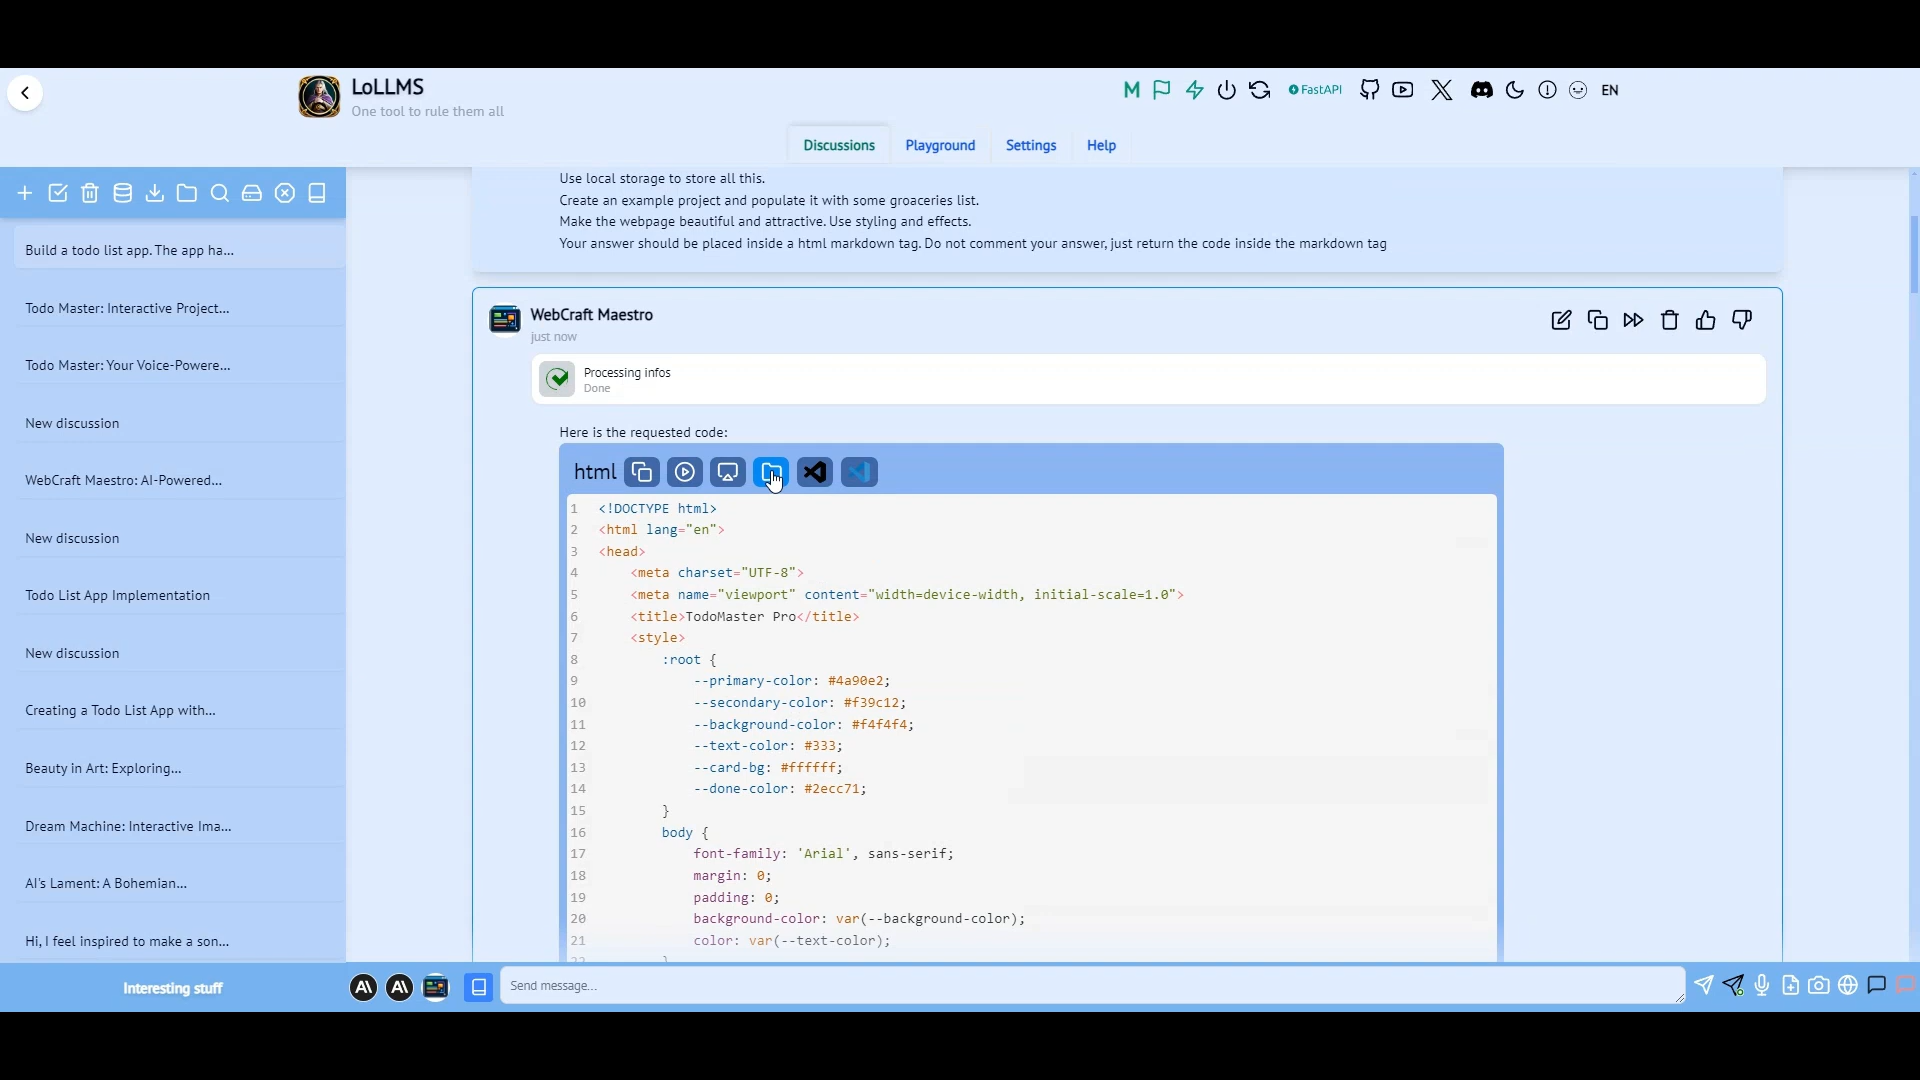 LoLLMS
One tool to rule them all
M
FastAPI
EN
Discussions
Playground
Settings
Help
Build a todo list app. The app ha...
Todo Master: Interactive Project...
Todo Master: Your Voice-Powere...
New discussion
WebCraft Maestro: AI-Powered...
New discussion
Todo List App Implementation
New discussion
Creating a Todo List App with...
Beauty in Art: Exploring...
Dream Machine: Interactive Ima...
AI's Lament: A Bohemian...
Hi, I feel inspired to make a son...
Interesting stuff
Use local storage to store all this.
Create an example project and populate it with some groaceries list.
Make the webpage beautiful and attractive. Use styling and effects.
Your answer should be placed inside a html markdown tag. Do not comment your answer, just return the code inside the markdown tag
WebCraft Maestro
just now
Processing infos
Done
Here is the requested code:
html
1 <!DOCTYPE html>
2 <html lang="en">
3 <head>
4 <meta charset="UTF-8">
5 <meta name="viewport" content="width=device-width, initial-scale=1.0">
6 <title>TodoMaster Pro</title>
7 <style>
8 :root {
9 --primary-color: #4a90e2;
10 --secondary-color: #f39c12;
11 --background-color: #f4f4f4;
12 --text-color: #333;
13 --card-bg: #ffffff;
14 --done-color: #2ecc71;
15 }
16 body {
17 font-family: 'Arial', sans-serif;
18 margin: 0;
19 padding: 0;
20 background-color: var(--background-color);
21 color: var(--text-color);
22 }
Send message...